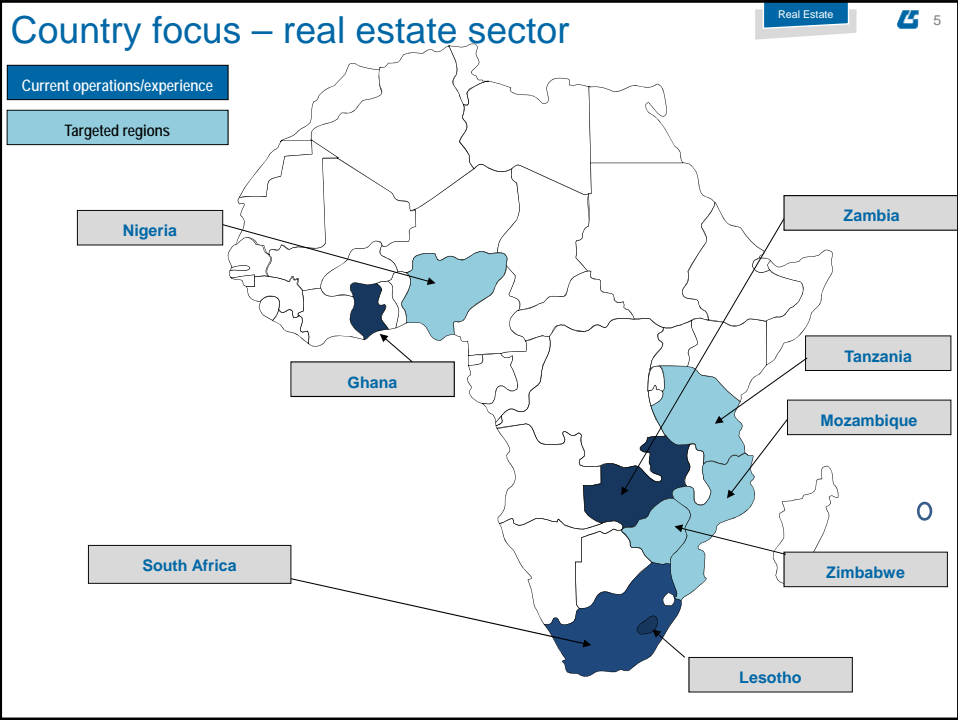 Country focus – real estate sector
Real Estate
5
Current operations/experience
Targeted regions
Nigeria
Zambia
Ghana
Tanzania
Mozambique
South Africa
Zimbabwe
Lesotho